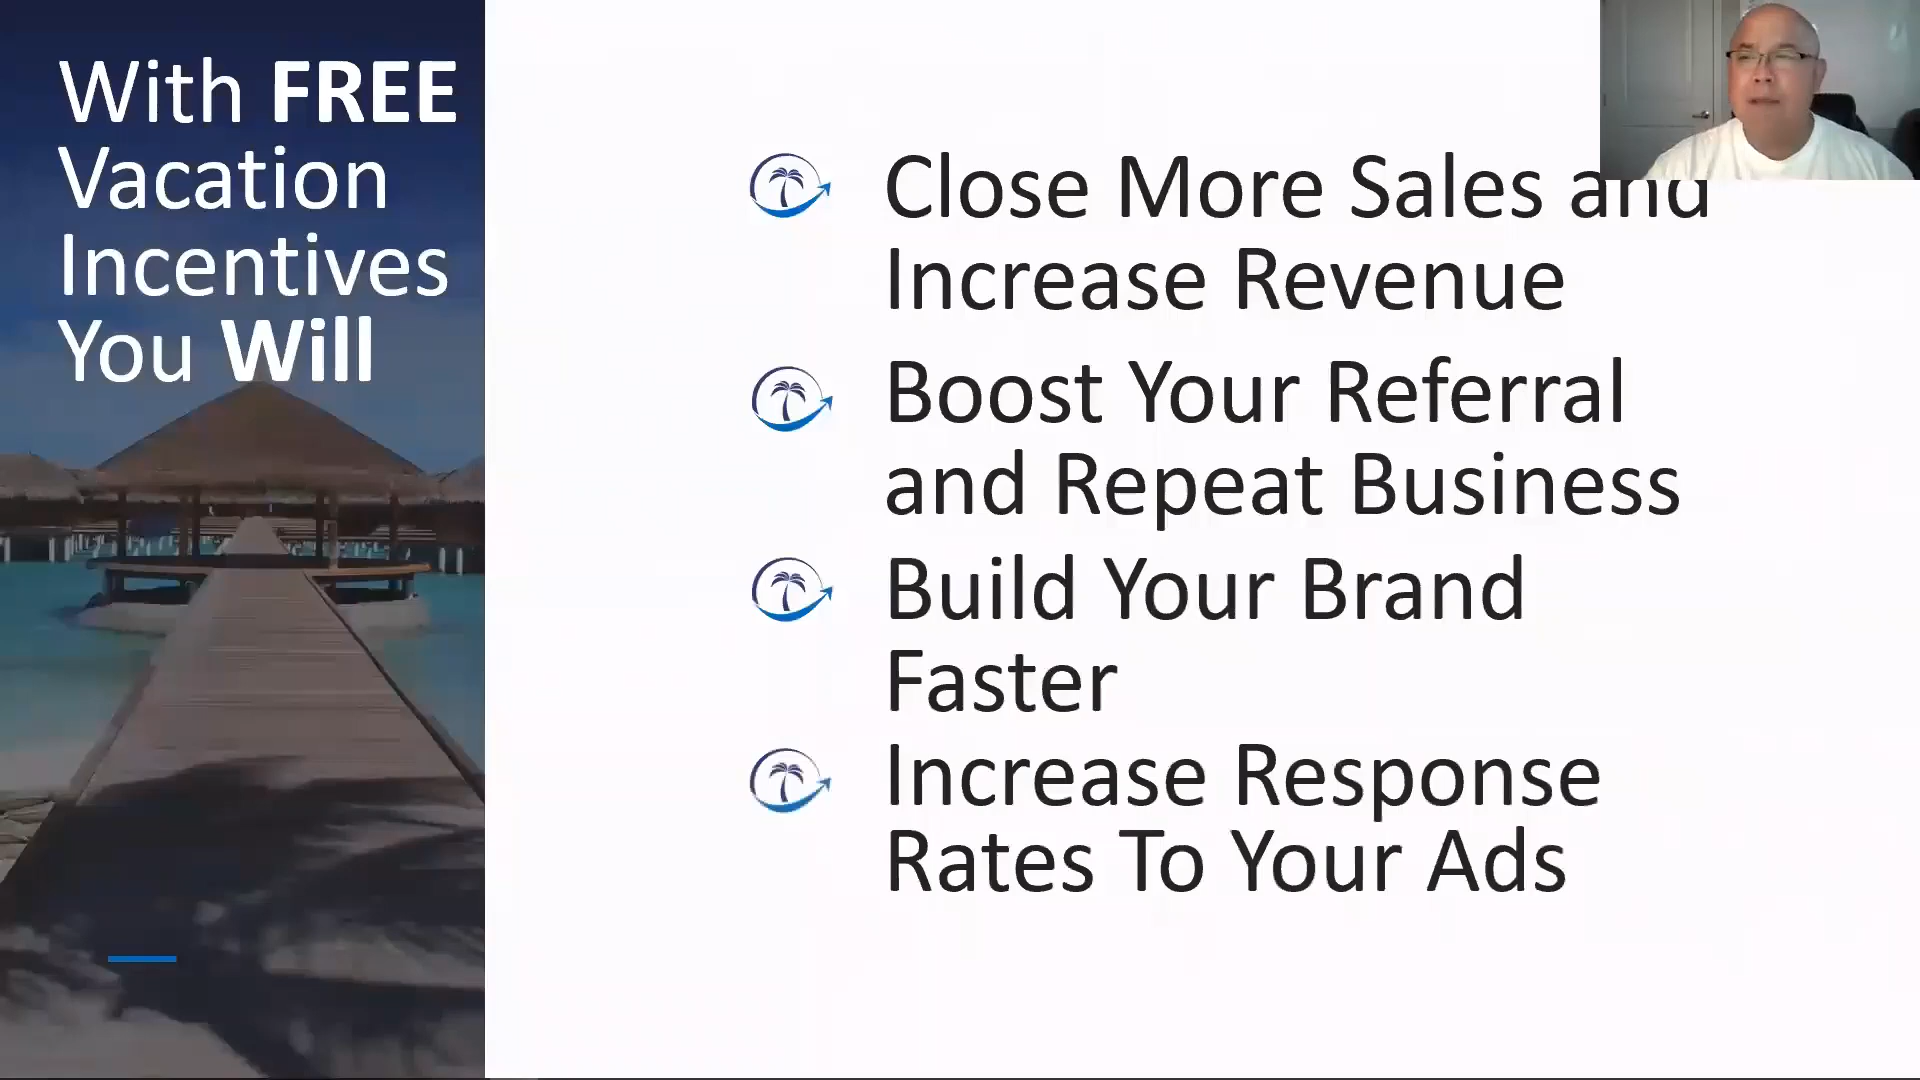 With FREE
Vacation
Incentives
You Will
Close More Sales and
Increase Revenue
Boost Your Referral
and Repeat Business
Build Your Brand
Faster
Increase Response
Rates To Your Ads